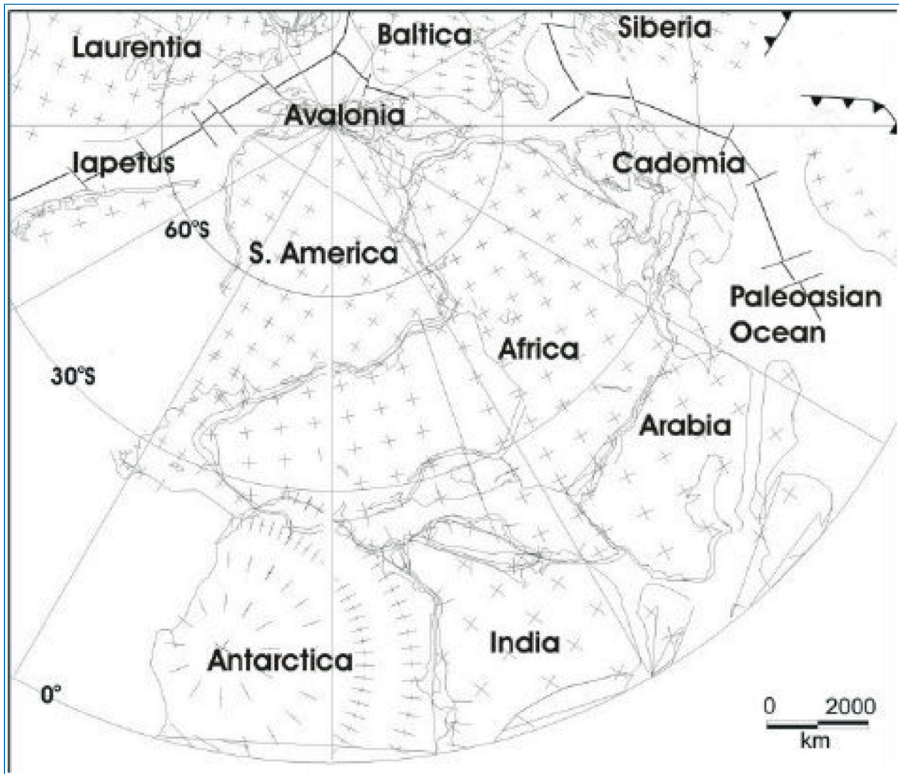 Laurentia
Baltica
Siberia
Avalonia
Iapetus
Cadomia
60°S
S. America
Paleoasian
Ocean
Africa
30°S
Arabia
India
Antarctica
0°
0 2000
km